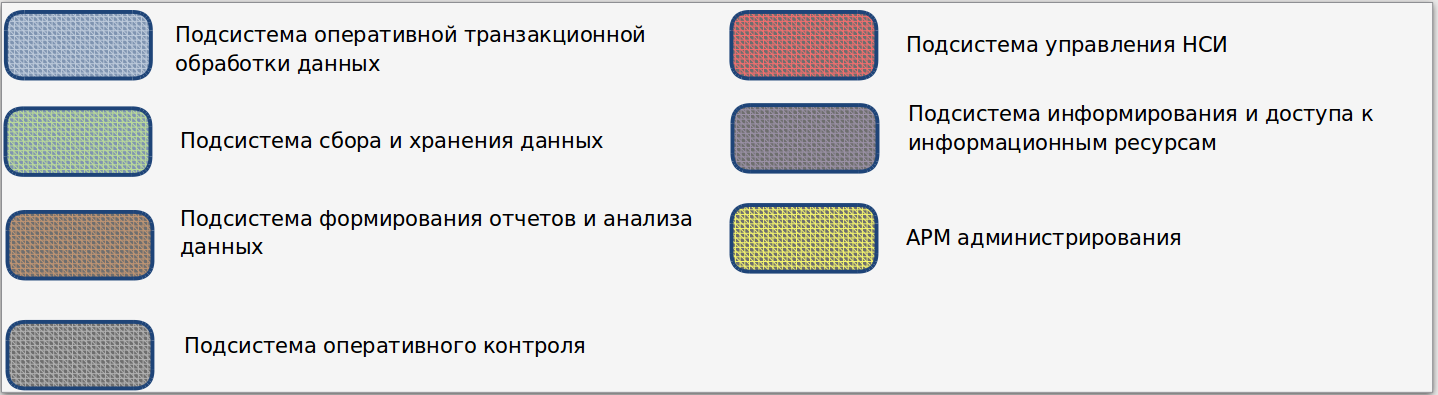 Подсистема оперативной транзакционной
обработки данных
Подсистема сбора и хранения данных
Подсистема формирования отчетов и анализа
данных
Подсистема оперативного контроля
Подсистема управления НСИ
Подсистема информирования и доступа к
информационным ресурсам
АРМ администрирования